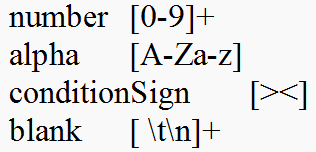 number [0-9]+
alpha [A-Za-z]
conditionSign [><]
blank [ \t\n]+